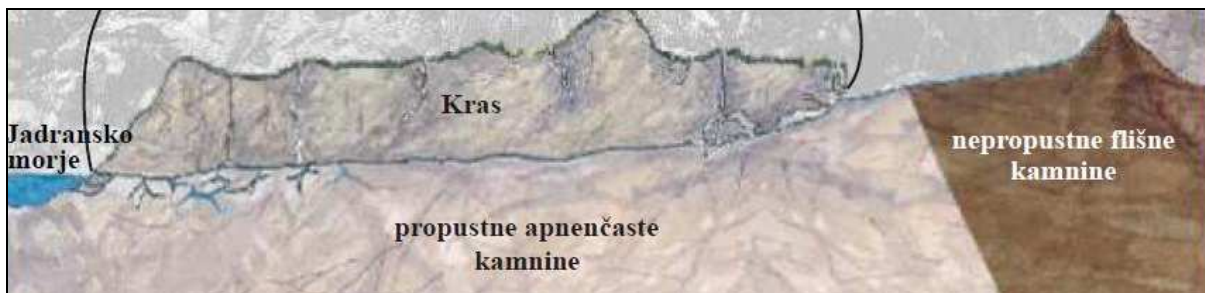 Kras
Jadransko
morje
nepropustne flišne
kamnine
propustne apnenčaste
kamnine